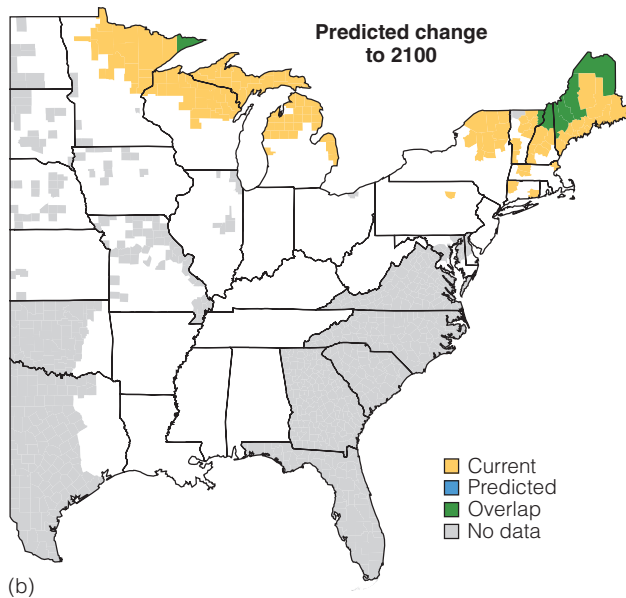 Predicted change
to 2100
Current
Predicted
Overlap
No data
(b)